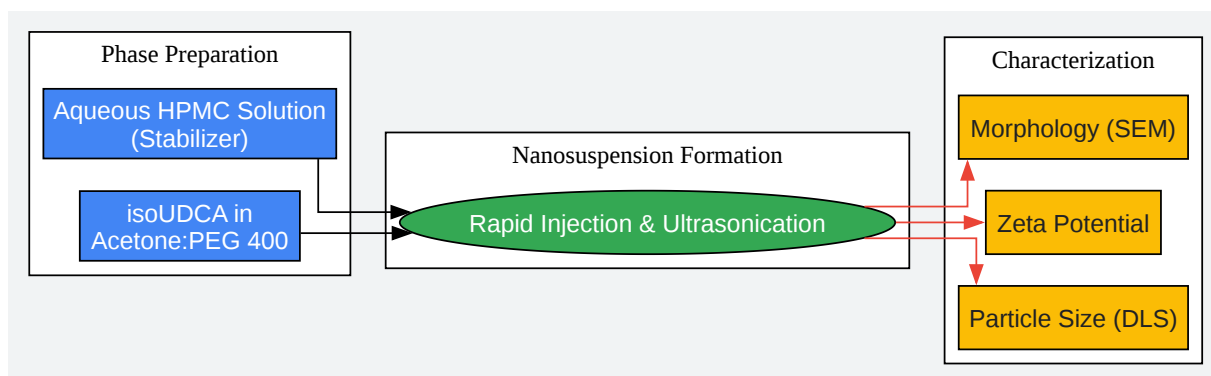 Phase Preparation
Aqueous HPMC Solution
(Stabilizer)
isoUDCA in
Acetone:PEG 400
Nanosuspension Formation
Rapid Injection & Ultrasonication
Characterization
Morphology (SEM)
Zeta Potential
Particle Size (DLS)